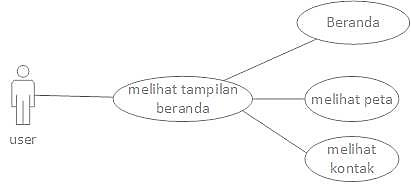 Beranda
melihat tampilan
beranda
melihat peta
user
melihat
kontak